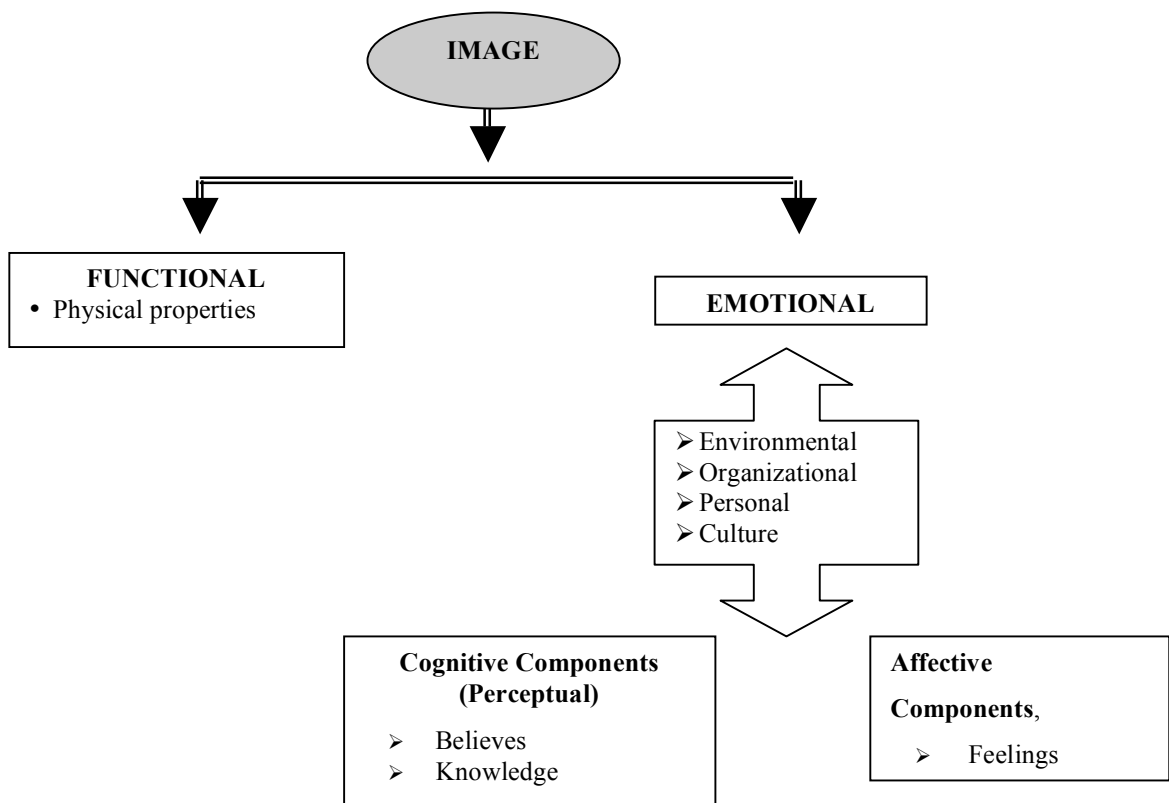 IMAGE
FUNCTIONAL
• Physical properties
EMOTIONAL
➢ Environmental
➢ Organizational
➢ Personal
➢ Culture
Cognitive Components
(Perceptual)
➢ Believes
➢ Knowledge
Affective
Components,
➢ Feelings